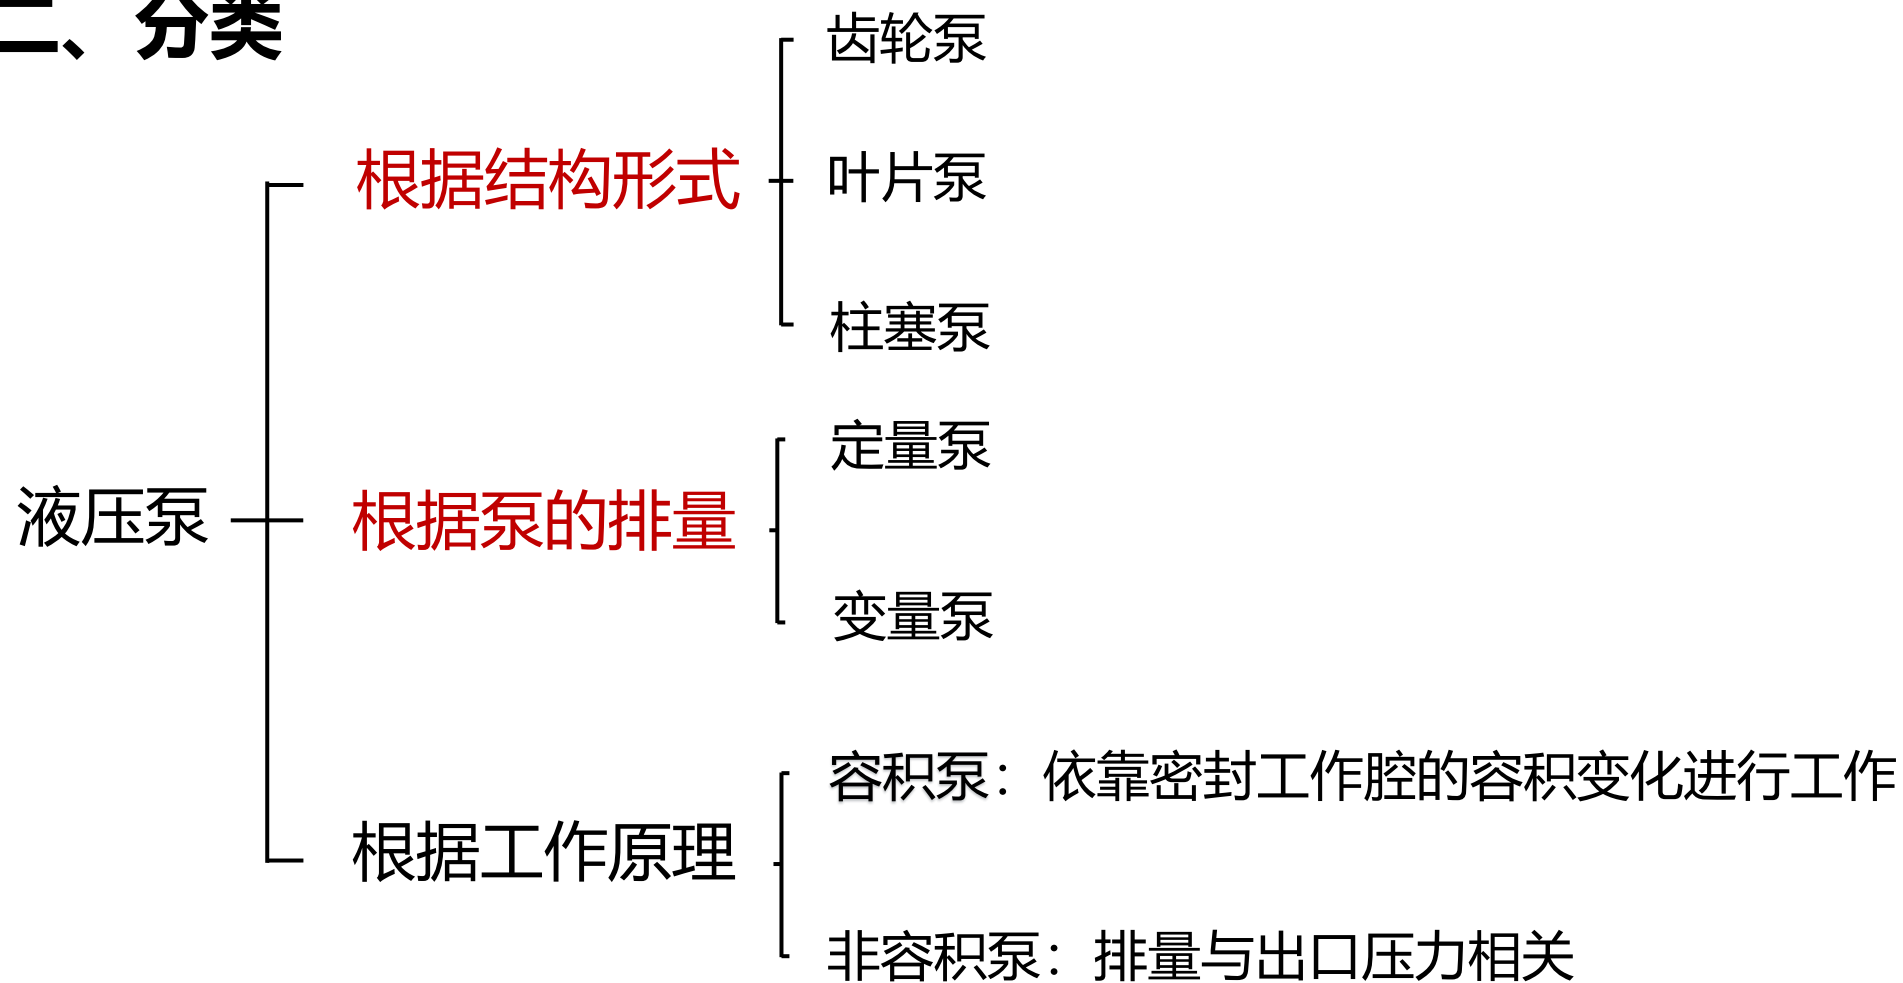 二、分类
液压泵
根据结构形式
齿轮泵
叶片泵
柱塞泵
根据泵的排量
定量泵
变量泵
根据工作原理
容积泵：依靠密封工作腔的容积变化进行工作
非容积泵：排量与出口压力相关